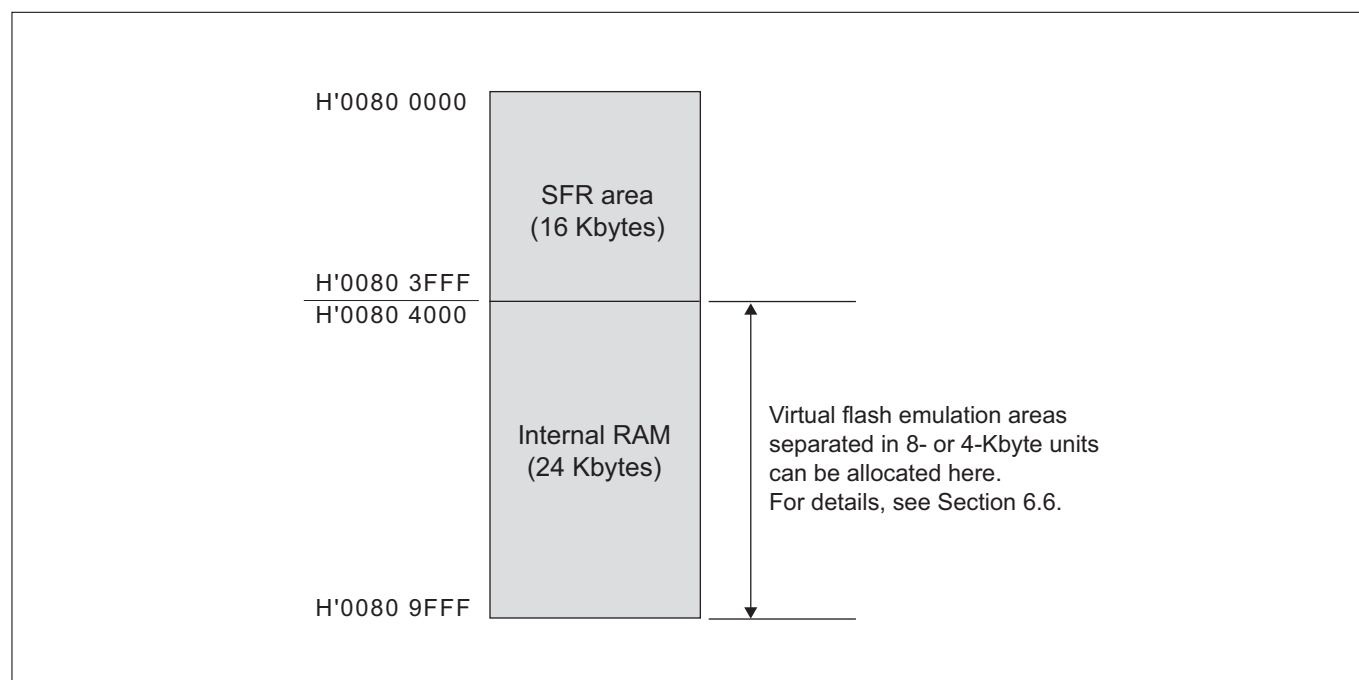 H'0080 0000
SFR area
(16 Kbytes)
H'0080 3FFF
H'0080 4000
Internal RAM
(24 Kbytes)
Virtual flash emulation areas
separated in 8- or 4-Kbyte units
can be allocated here.
For details, see Section 6.6.
H'0080 9FFF